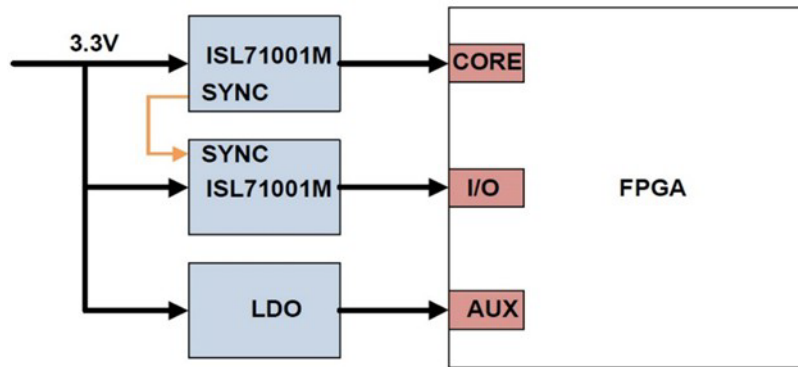 3.3V
ISL71001M
SYNC
CORE
SYNC
ISL71001M
I/O
FPGA
LDO
AUX